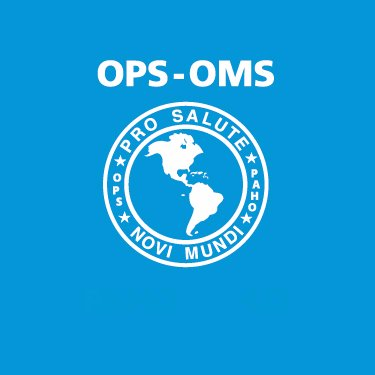 OPS-OMS
PRO SALUTE
OPS
PAHO
NOVI MUNDI